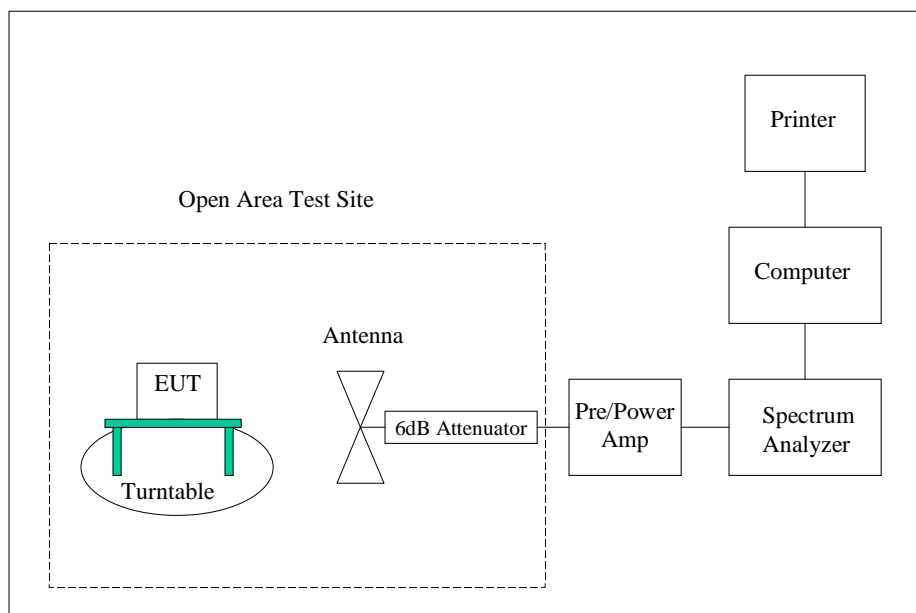 Printer
Open Area Test Site
Computer
Antenna
EUT
6dB Attenuator
Pre/Power
Amp
Spectrum
Analyzer
Turntable